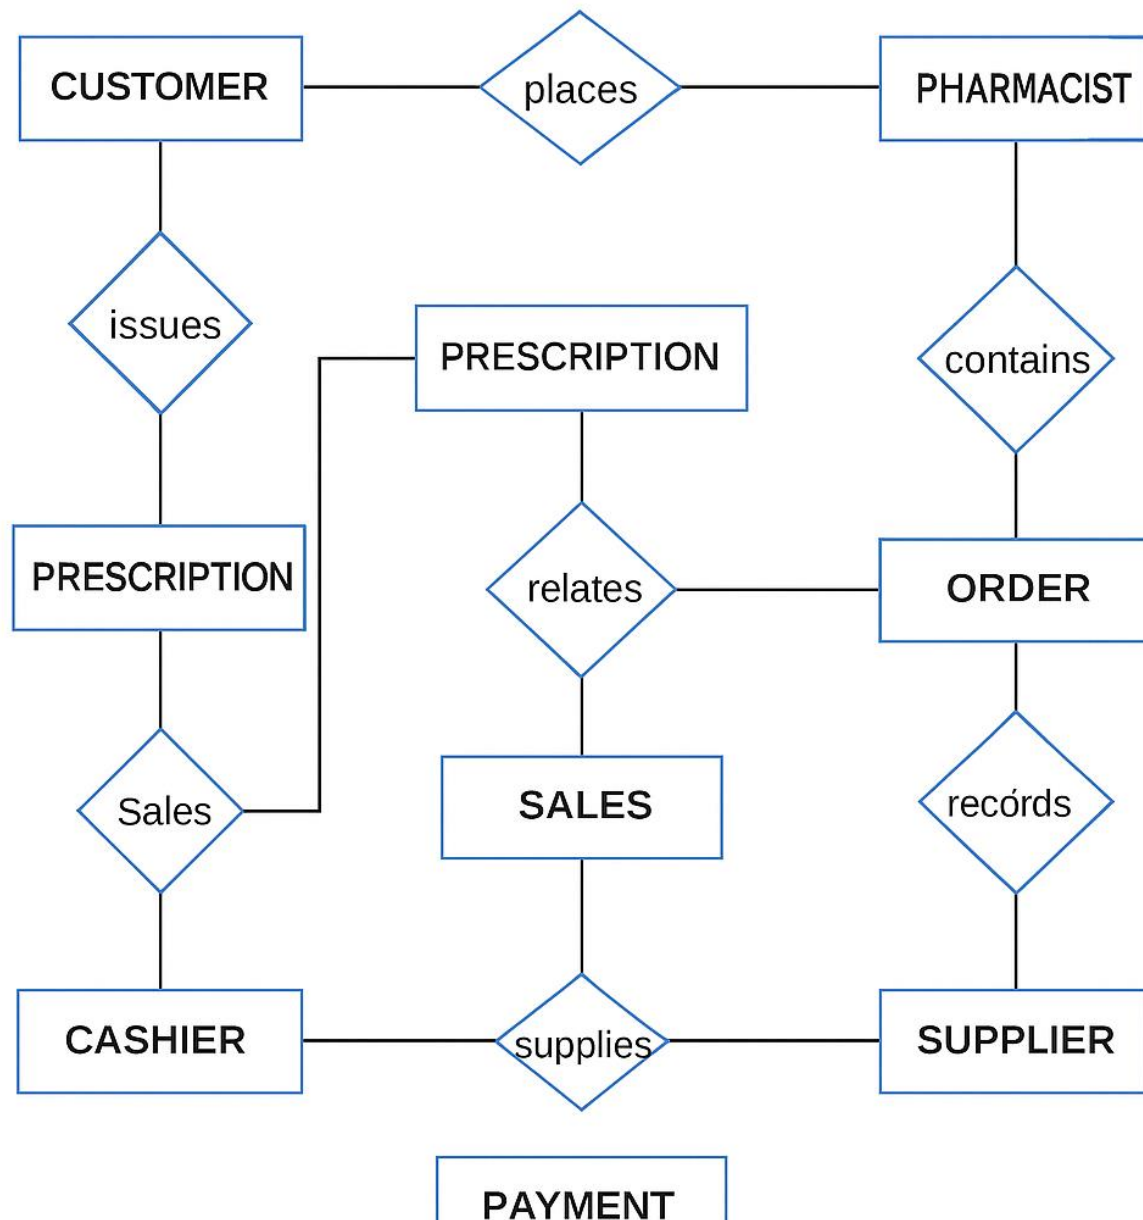 CUSTOMER
places
PHARMACIST
issues
PRESCRIPTION
contains
PRESCRIPTION
relates
ORDER
Sales
SALES
recórds
CASHIER
supplies
SUPPLIER
PAYMENT